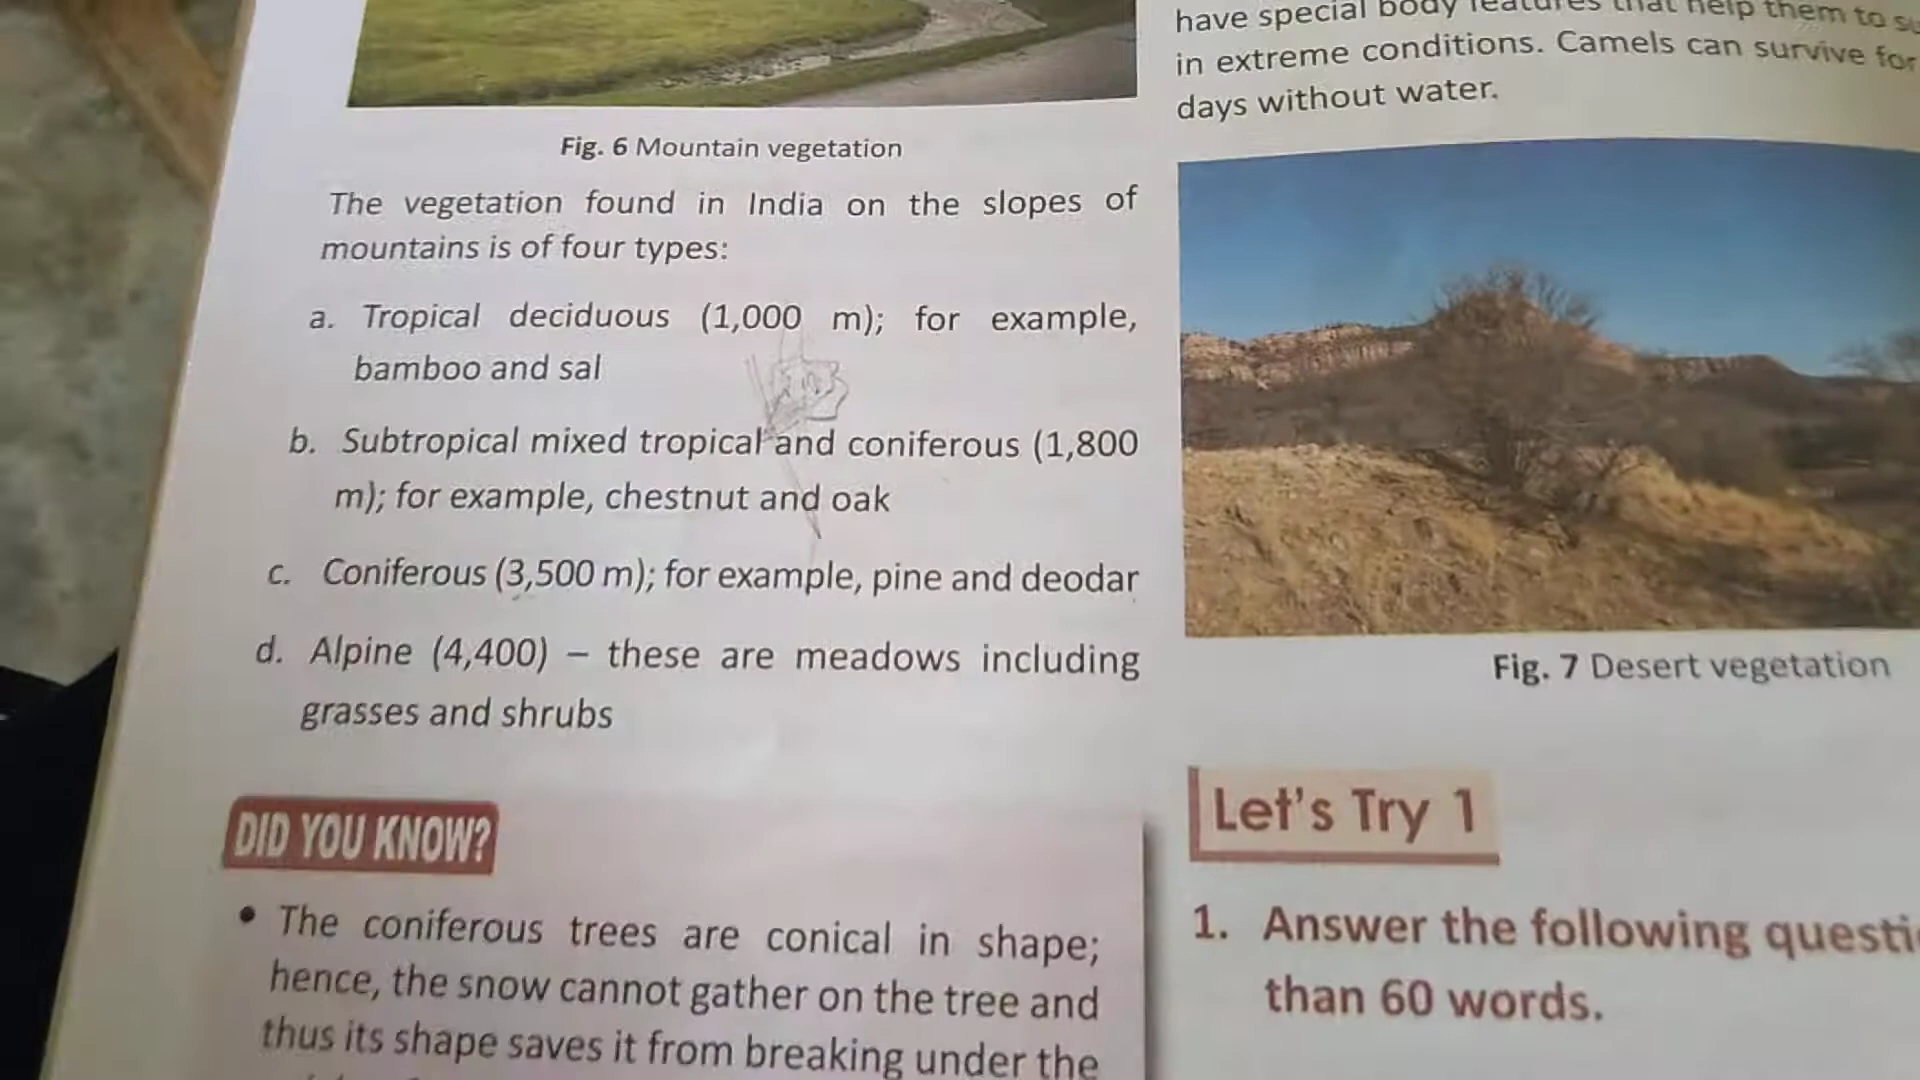 Fig. 6 Mountain vegetation
The vegetation found in India on the slopes of
mountains is of four types:
a. Tropical deciduous (1,000 m); for example,
bamboo and sal
b. Subtropical mixed tropical and coniferous (1,800
m); for example, chestnut and oak
c. Coniferous (3,500 m); for example, pine and deodar
d. Alpine (4,400) – these are meadows including
grasses and shrubs
DID YOU KNOW?
• The coniferous trees are conical in shape;
hence, the snow cannot gather on the tree and
thus its shape saves it from breaking under the
have special body features that help them to
in extreme conditions. Camels can survive for
days without water.
Fig. 7 Desert vegetation
Let's Try 1
1. Answer the following
than 60 words.